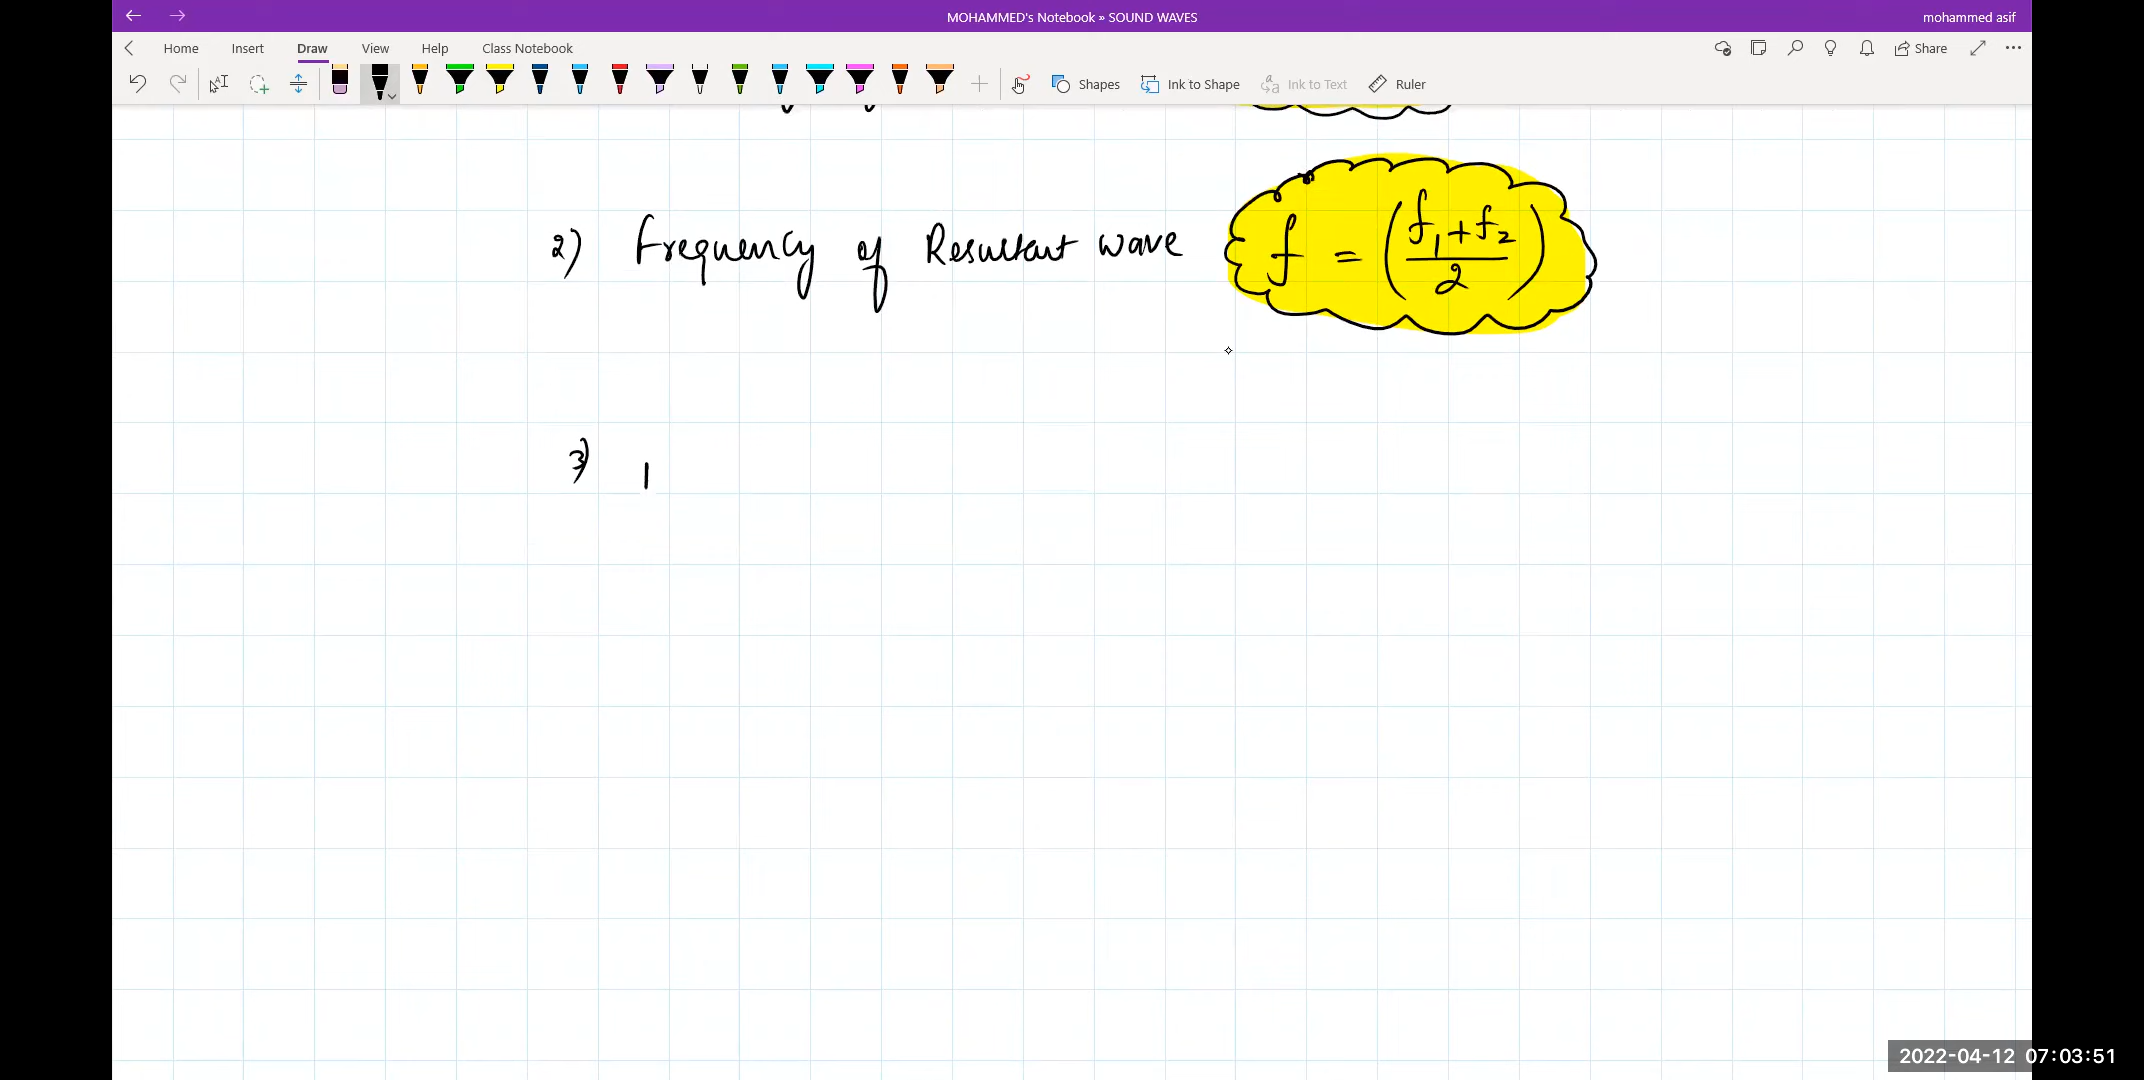 MOHAMMED's Notebook » SOUND WAVES
mohammed asif
Home Insert Draw View Help Class Notebook
Share
Shapes Ink to Shape Ink to Text Ruler
2) Frequency of Resultant wave f = (f₁+f₂/2)
3)
2022-04-12 07:03:51